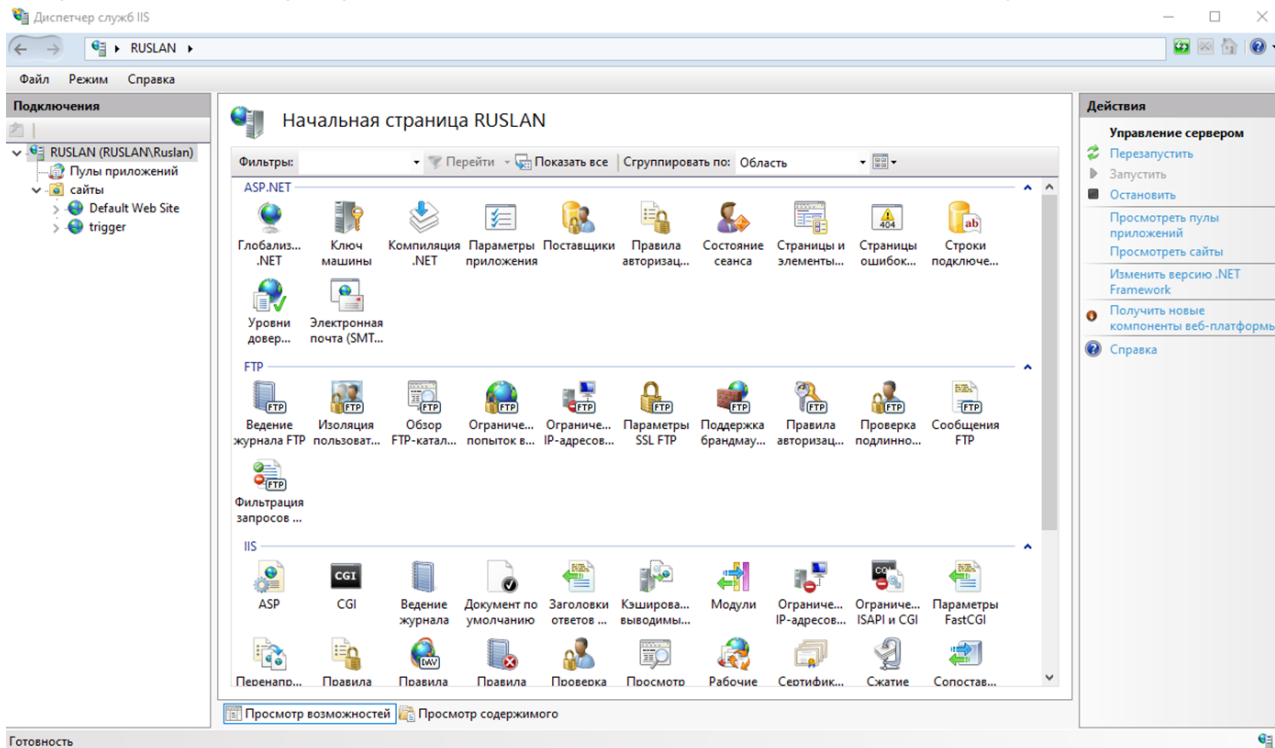 Диспетчер служб IIS
RUSLAN
Файл Режим Справка
Подключения
RUSLAN (RUSLAN\Ruslan)
Пулы приложений
сайты
Default Web Site
trigger
Начальная страница RUSLAN
Фильтры: Перейти Показать все Сгруппировать по: Область
ASP.NET
Глобализ... Ключ Компиляция Параметры Поставщики Правила Состояние Страницы и Страницы Строки
.NET машины .NET приложения авторизац... сеанса элементы... ошибок... подключе...
Уровни Электронная
довер... почта (SMT...
FTP
Ведение Изоляция Обзор Ограниче... Ограниче... Параметры Поддержка Правила Проверка Сообщения
журнала FTP пользоват... FTP-катал... попыток в... IP-адресов... SSL FTP брандмау... авторизац... подлинно... FTP
Фильтрация
запросов ...
IIS
ASP CGI Ведение Документ по Заголовки Кэширова... Модули Ограниче... Ограниче... Параметры
журнала умолчанию ответов ... выводимы... IP-адресов... ISAPI и CGI FastCGI
Перенапр... Правила Правила Правила Проверка Просмотр Рабочие Сертифик... Сжатие Сопостав...
Просмотр возможностей Просмотр содержимого
Действия
Управление сервером
Перезапустить
Запустить
Остановить
Просмотреть пулы
приложений
Просмотреть сайты
Изменить версию .NET
Framework
Получить новые
компоненты веб-платформы
Справка
Готовность